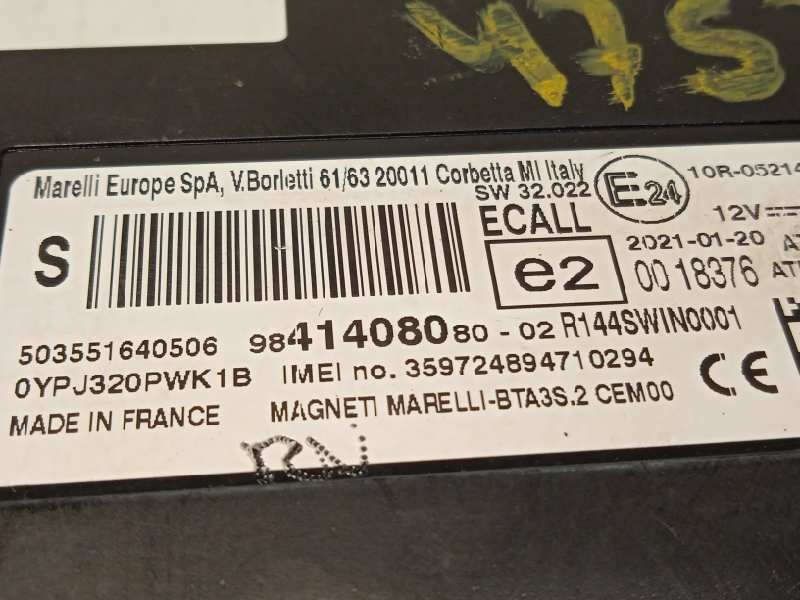 Marelli Europe SpA, V.Borletti 61/63 20011 Corbetta MI Italy
SW 32.022
E24
10R-05214
S
ECALL
12V
e2
2021-01-20
00 18376
503551640506
9841408080-02
R144SWIN0001
0YPJ320PWK1B
IMEI no. 359724894710294
CE
MADE IN FRANCE
MAGNETI MARELLI-BTA3S.2 CEM00